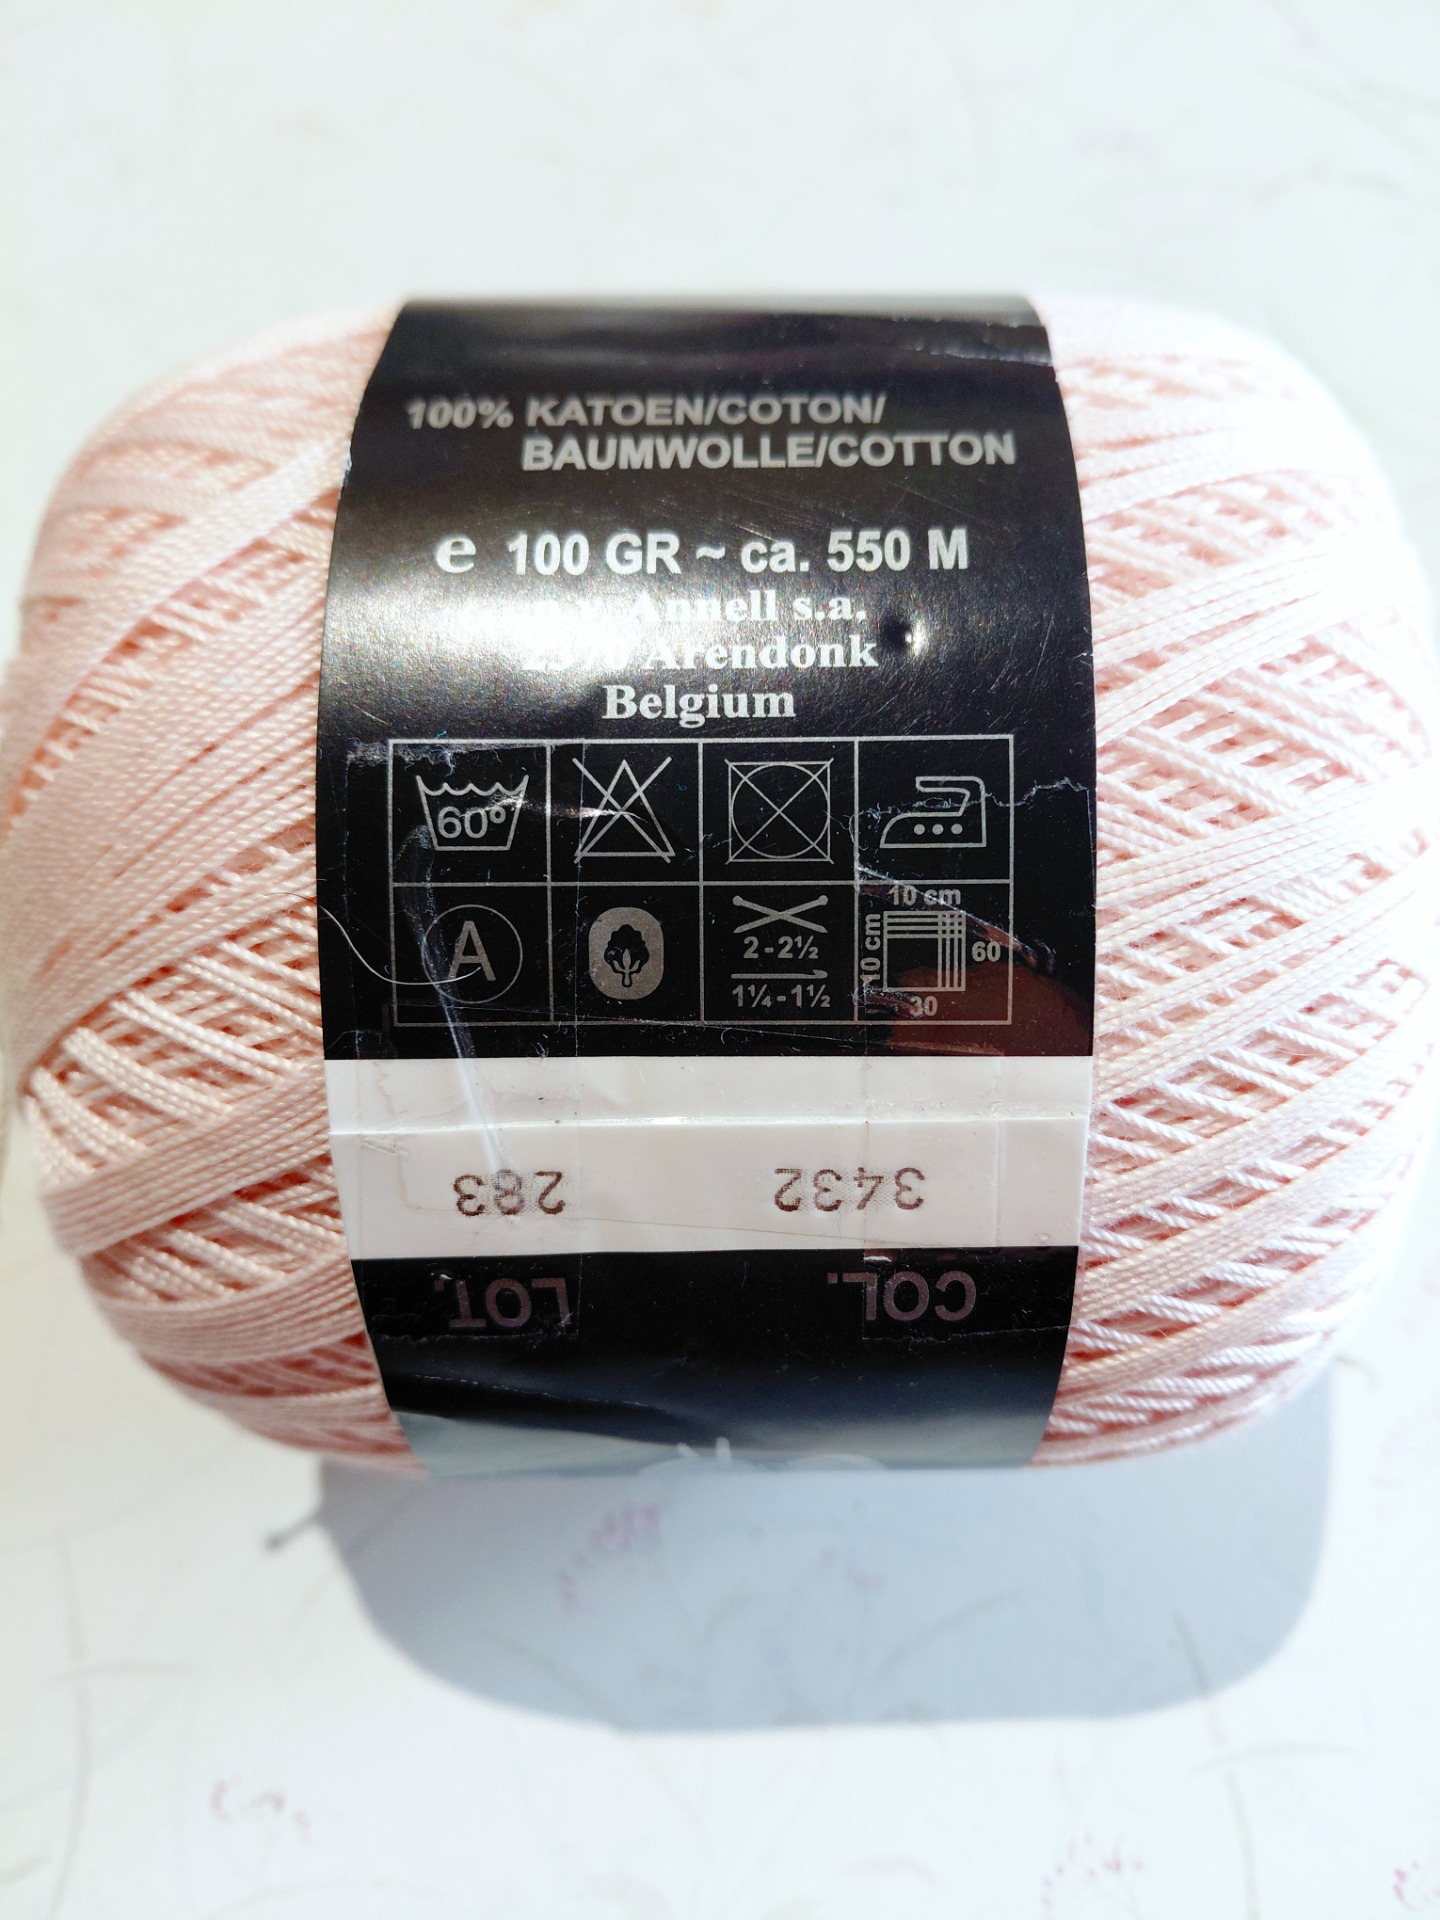 100% KATOEN/COTON/
BAUMWOLLE/COTTON
e 100 GR ~ ca. 550 M
Annell s.a.
Arendonk
Belgium
60°
A
2 - 2½
1¼ - 1½
10 cm
10 cm
60
30
283 3432
LOT. COL.